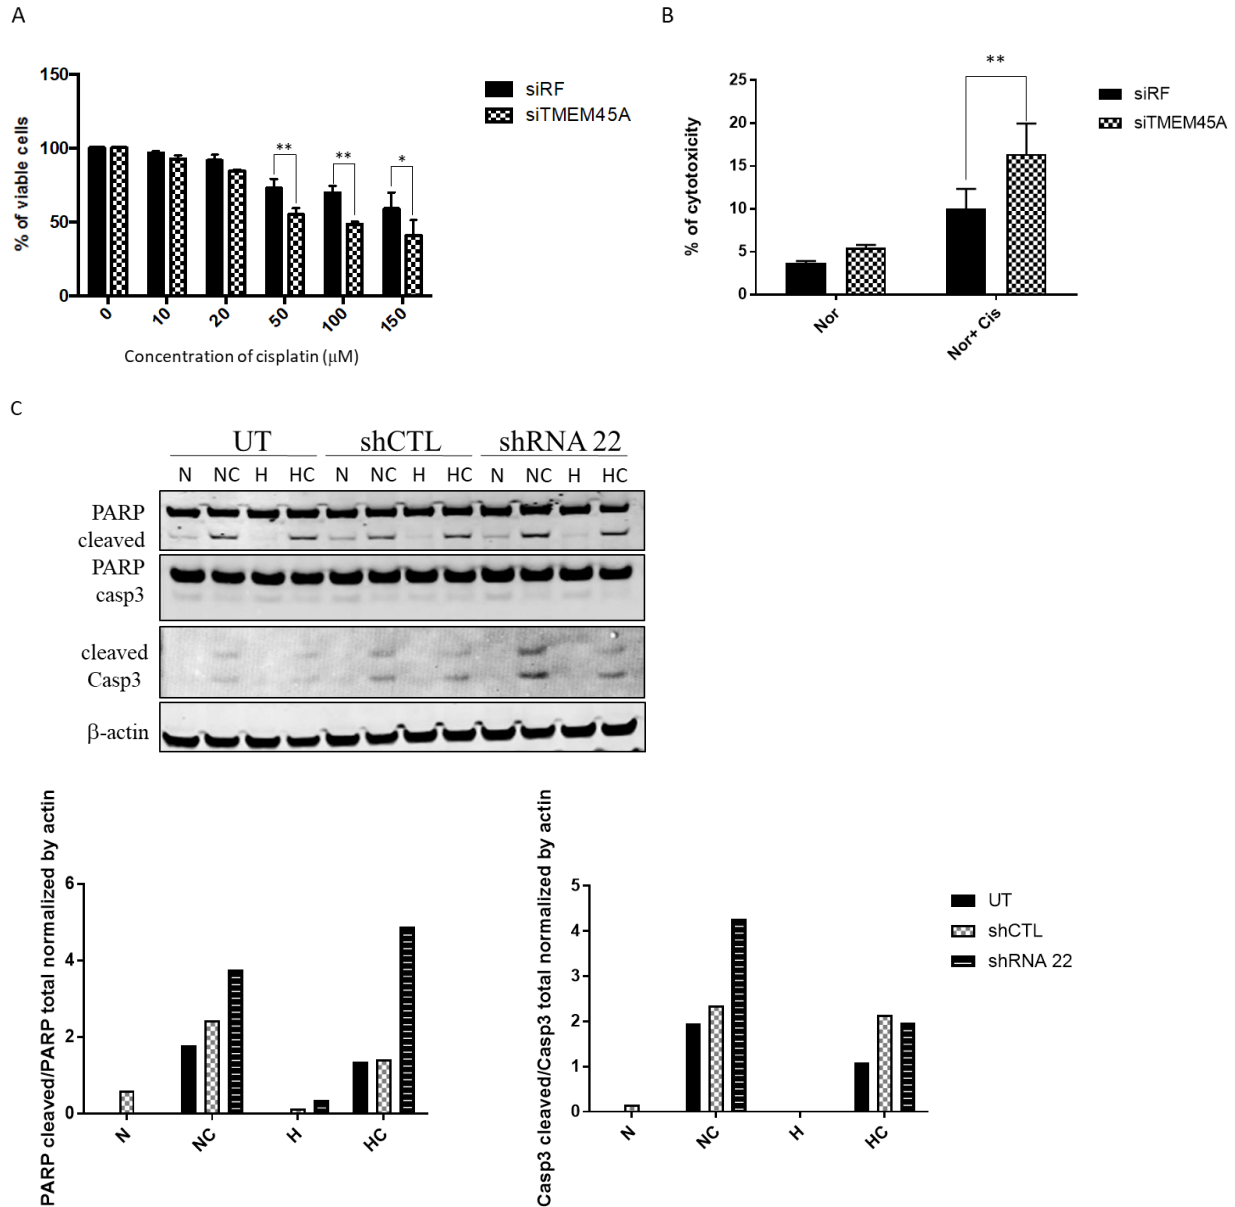 A
B
150
100
50
0
% of viable cells
** ** *
siRF
siTMEM45A
0 10 20 50 100 150
Concentration of cisplatin (μM)
25
20
15
10
5
0
% of cytotoxicity
**
siRF
siTMEM45A
Nor Nor+ Cis
C
UT shCTL shRNA 22
N NC H HC N NC H HC N NC H HC
PARP
cleaved
PARP
casp3
cleaved
Casp3
β-actin
PARP cleaved/PARP total normalized by actin
6
4
2
0
N NC H HC
Casp3 cleaved/Casp3 total normalized by actin
5
4
3
2
1
0
N NC H HC
UT
shCTL
shRNA 22